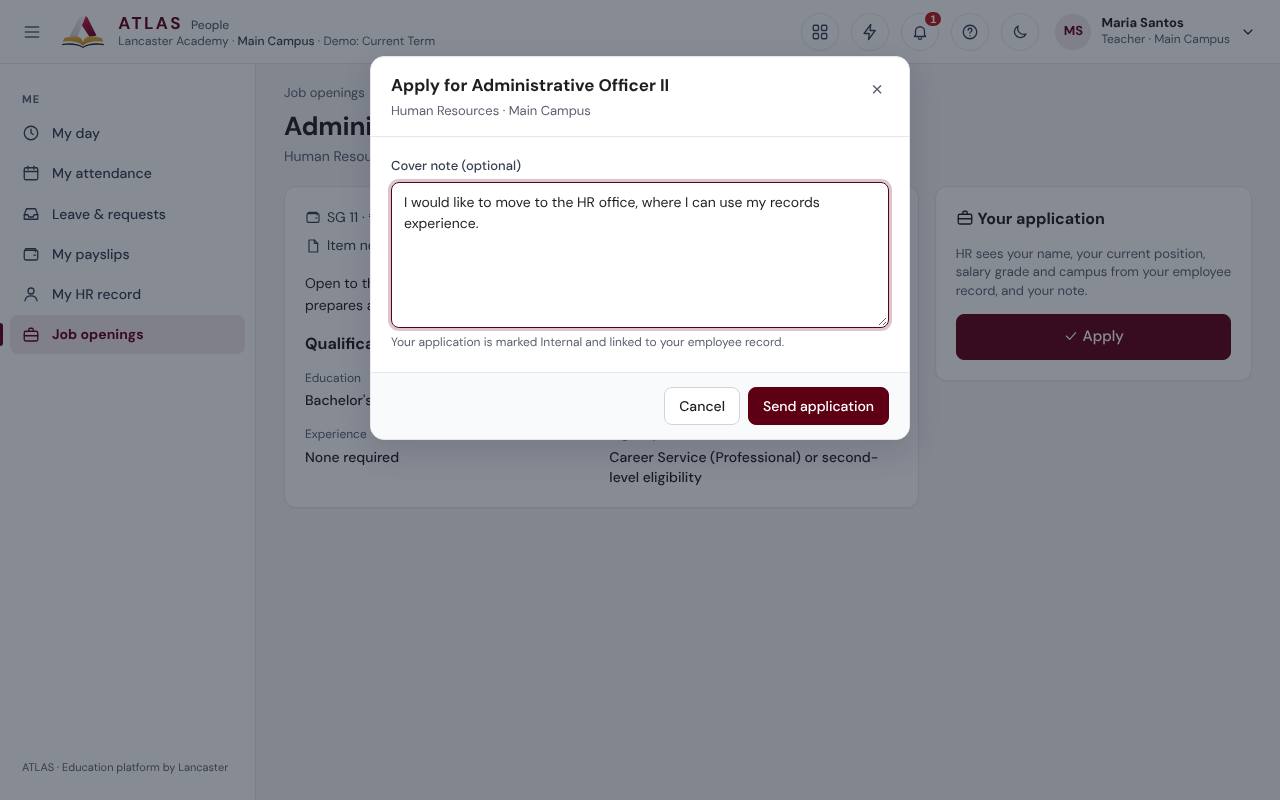 ATLAS People
Lancaster Academy · Main Campus · Demo: Current Term
1
MS
Maria Santos
Teacher · Main Campus
ME
My day
My attendance
Leave & requests
My payslips
My HR record
Job openings
ATLAS · Education platform by Lancaster
Job openings
Admini
Human Resou
SG 11 ·
Item no
Open to th
prepares a
Qualifica
Education
Bachelor's
Experience
None required
Career Service (Professional) or second-
level eligibility
Apply for Administrative Officer II
Human Resources · Main Campus
Cover note (optional)
I would like to move to the HR office, where I can use my records
experience.
Your application is marked Internal and linked to your employee record.
Cancel
Send application
Your application
HR sees your name, your current position,
salary grade and campus from your employee
record, and your note.
Apply